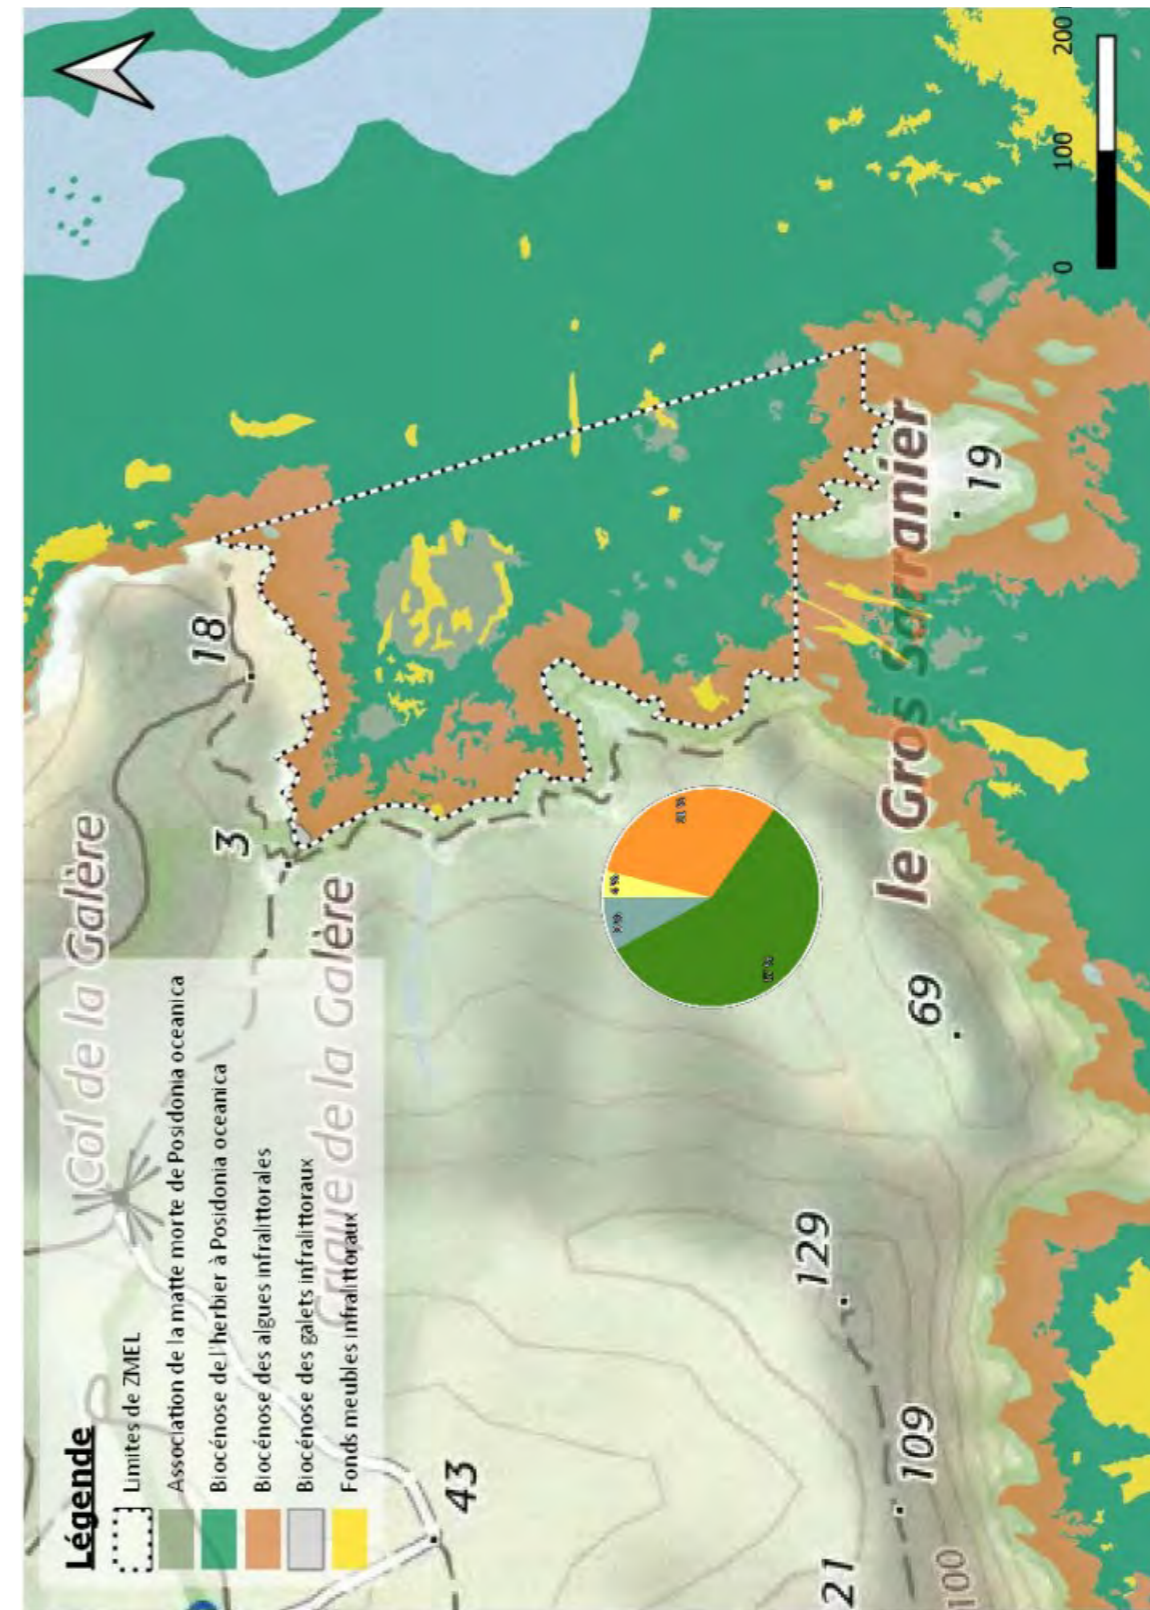 Légende
Limites de ZMEL
Association de la matte morte de Posidonia oceanica
Biocénose de l'herbier à Posidonia oceanica
Biocénose des algues infralittorales
Biocénose des galets infralittoraux
Fonds meubles infralittoraux
Col de la Galère
Crique de la Galère
le Gros Sarranier
18
3
19
69
129
109
43
21
100
4 %
0
100
200